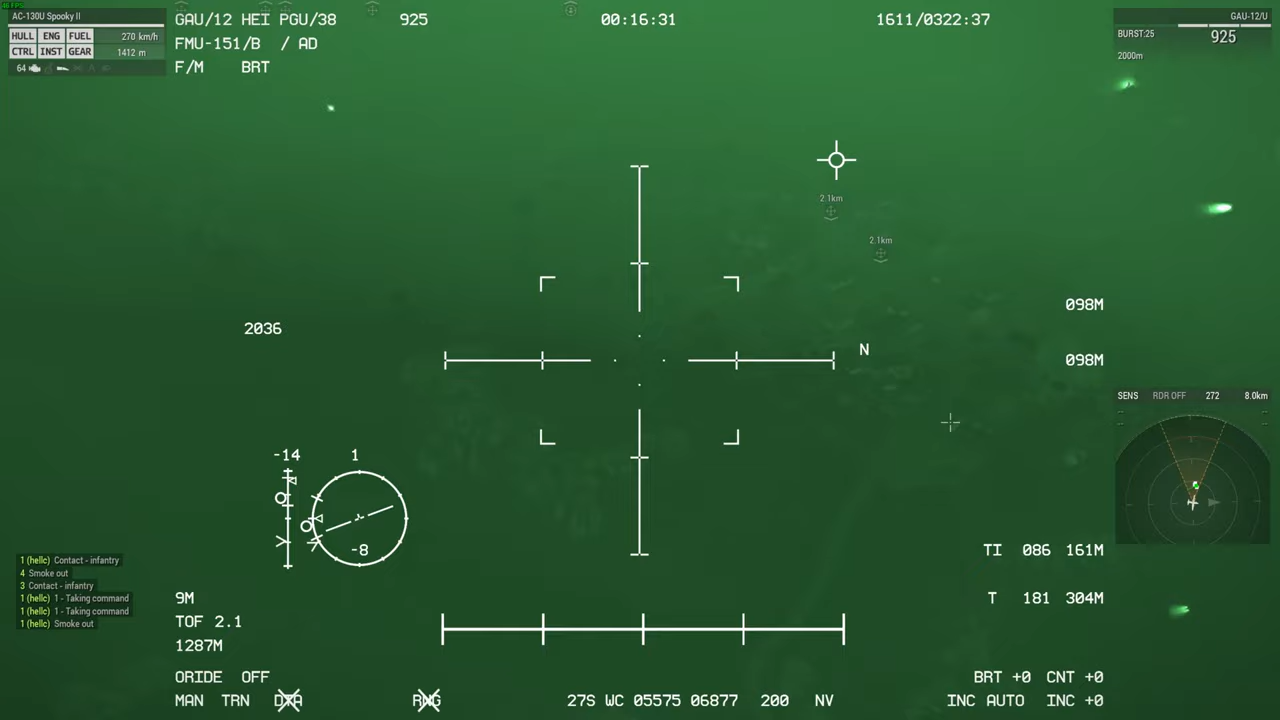 46 FPS
AC-130U Spooky II
HULL ENG FUEL 270 km/h
CTRL INST GEAR 1412 m
64
GAU/12 HEI PGU/38 925
FMU-151/B / AD
F/M BRT
00:16:31
1611/0322:37
GAU-12/U
BURST:25 925
2000m
2.1km
2.1km
2036
N
098M
098M
SENS RDR OFF 272 8.0km
-14 1
-8
1 (hellc) Contact - infantry
4 Smoke out
3 Contact - infantry
1 (hellc) 1 - Taking command
1 (hellc) 1 - Taking command
1 (hellc) Smoke out
9M
TOF 2.1
1287M
TI 086 161M
T 181 304M
ORIDE OFF
MAN TRN DTA RNG
27S WC 05575 06877 200 NV
BRT +0 CNT +0
INC AUTO INC +0